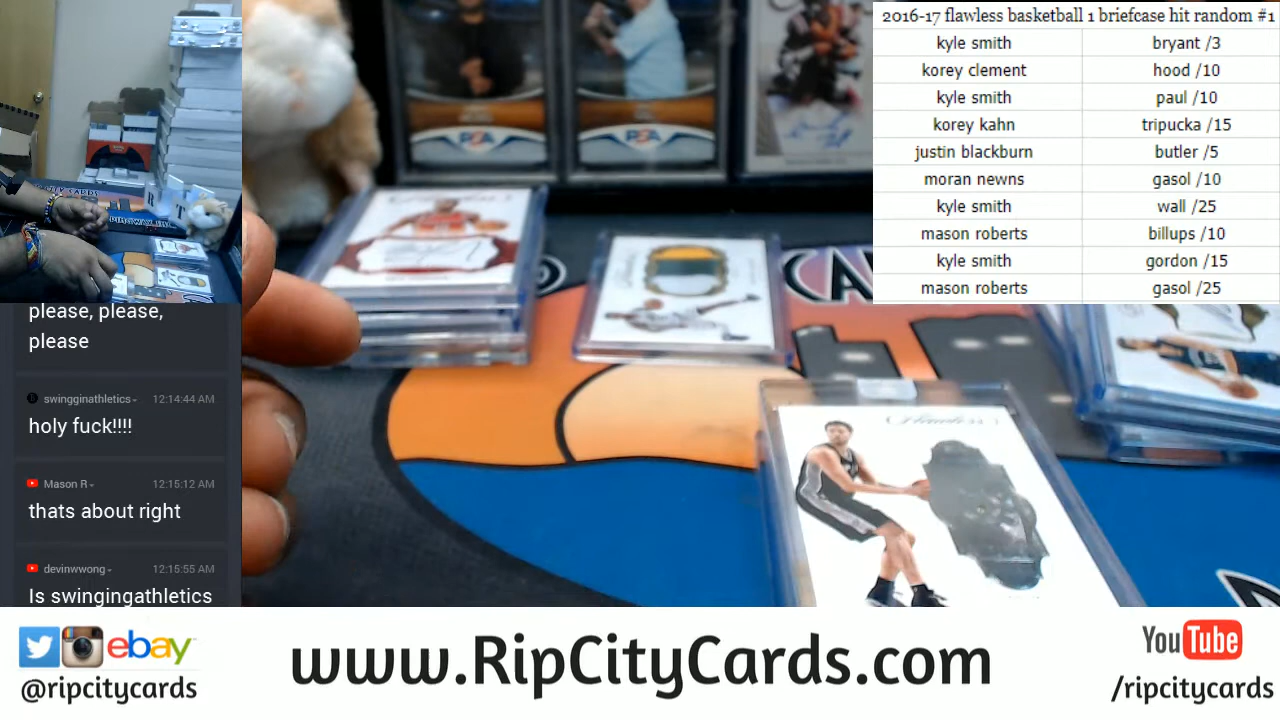 2016-17 flawless basketball 1 briefcase hit random #1
kyle smith bryant /3
korey clement hood /10
kyle smith paul /10
korey kahn tripucka /15
justin blackburn butler /5
moran newns gasol /10
kyle smith wall /25
mason roberts billups /10
kyle smith gordon /15
mason roberts gasol /25
please, please,
please
swingginathletics 12:14:44 AM
holy fuck!!!!
Mason R 12:15:12 AM
thats about right
devinwwong 12:15:55 AM
Is swingingathletics
Flawless
ebay
@ripcitycards
www.RipCityCards.com
YouTube
/ripcitycards